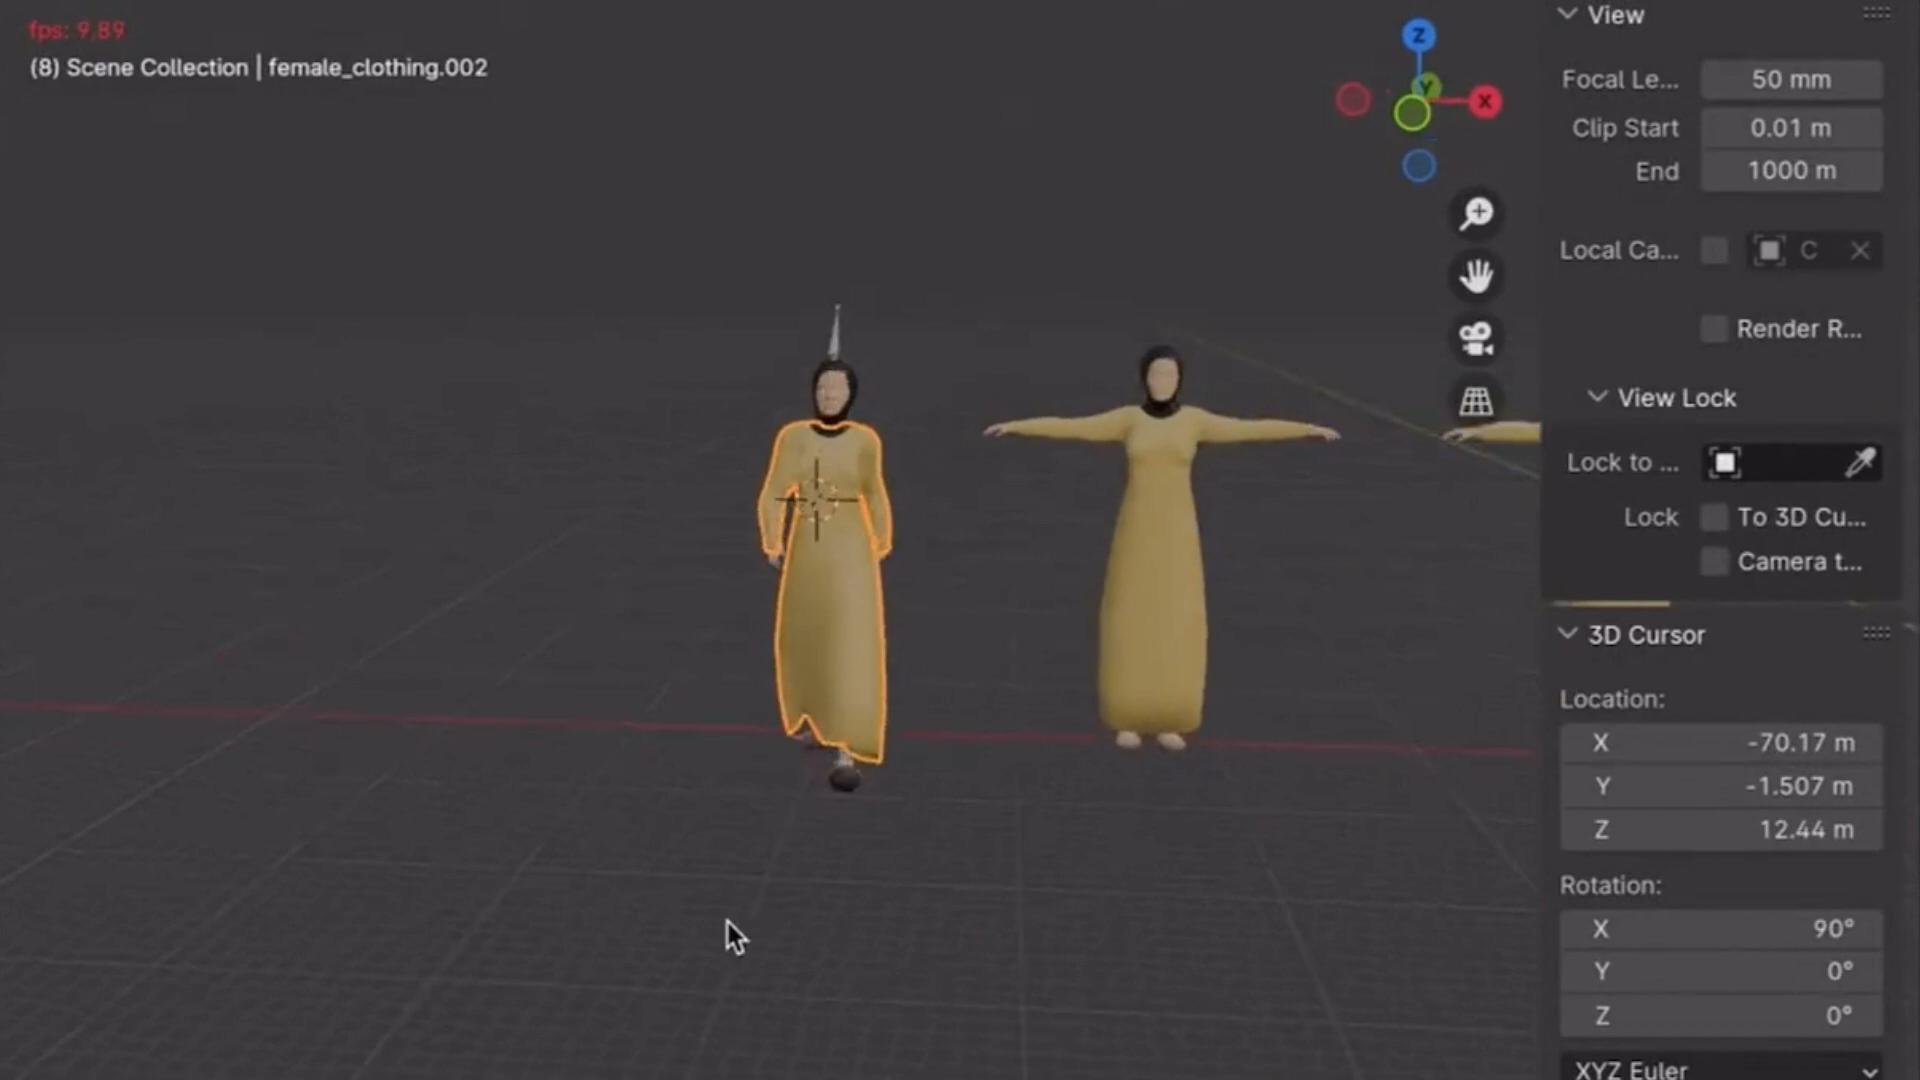 fps: 9,89
(8) Scene Collection | female_clothing.002
Z
Y
X
View
Focal Le... 50 mm
Clip Start 0.01 m
End 1000 m
Local Ca... C
Render R...
View Lock
Lock to ...
Lock To 3D Cu...
Camera t...
3D Cursor
Location:
X -70.17 m
Y -1.507 m
Z 12.44 m
Rotation:
X 90°
Y 0°
Z 0°
XYZ Euler